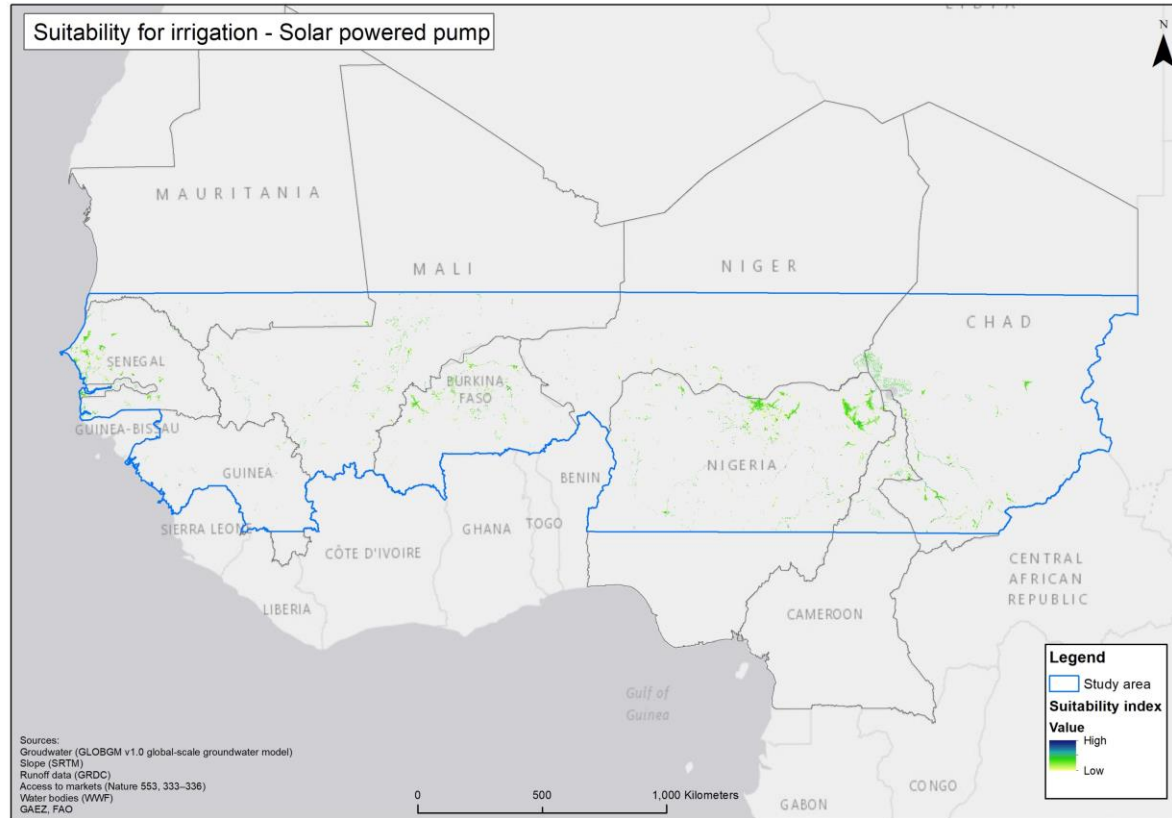 Suitability for irrigation - Solar powered pump
N
MAURITANIA
MALI
NIGER
CHAD
SENEGAL
BURKINA
FASO
GUINEA-BISSAU
GUINEA
NIGERIA
BENIN
SIERRA LEONE
GHANA
TOGO
CÔTE D'IVOIRE
CENTRAL
AFRICAN
REPUBLIC
LIBERIA
CAMEROON
Gulf of
Guinea
CONGO
GABON
Legend
Study area
Suitability index
Value
High
Low
Sources:
Groudwater (GLOBGM v1.0 global-scale groundwater model)
Slope (SRTM)
Runoff data (GRDC)
Access to markets (Nature 553, 333–336)
Water bodies (WWF)
GAEZ, FAO
0 500 1,000 Kilometers